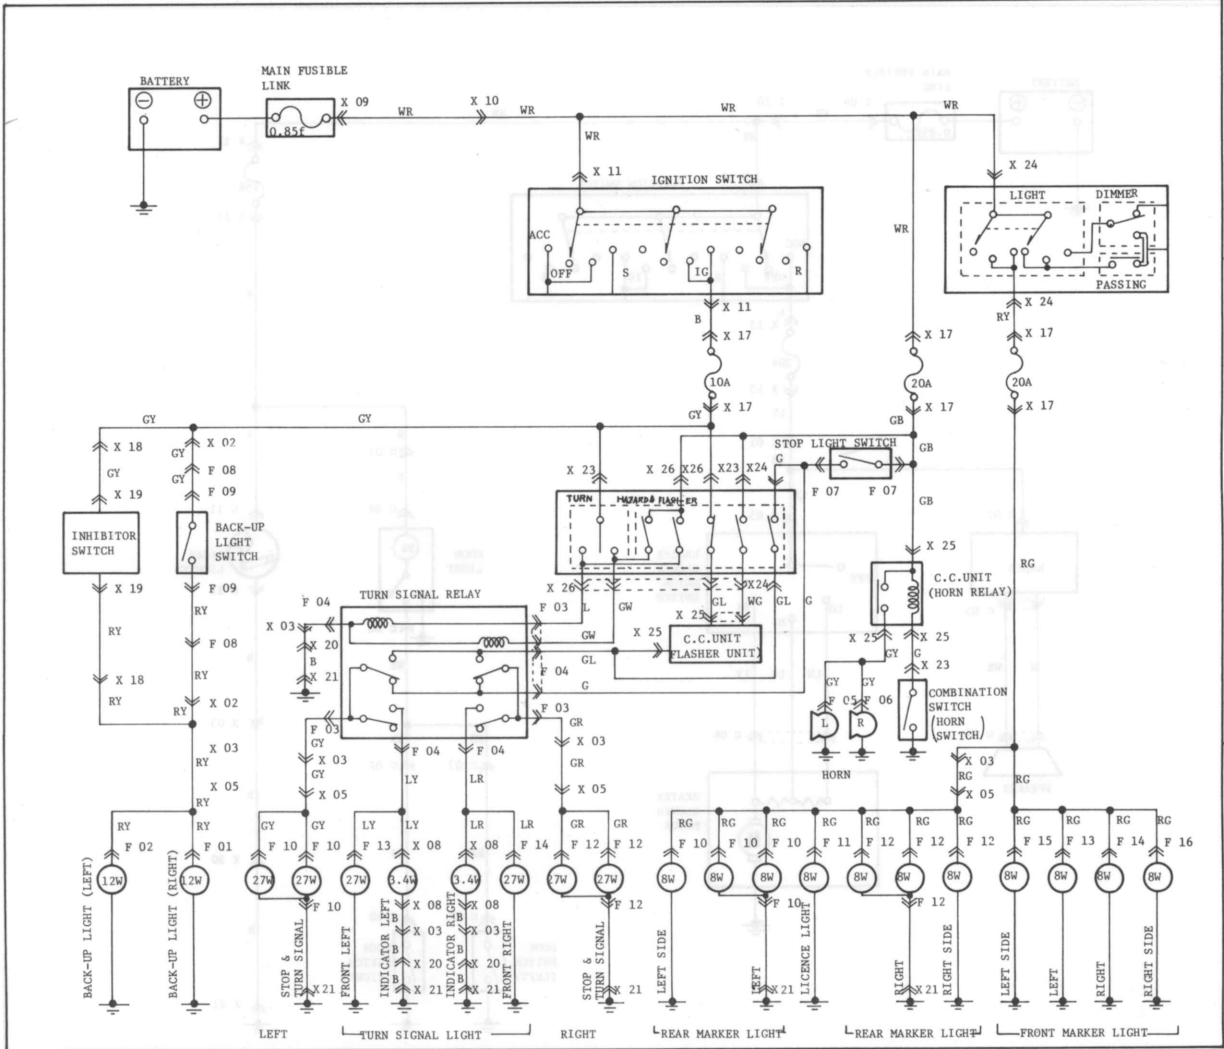 MAIN FUSIBLE
LINK
BATTERY
X 09
X 10
0.85f
WR WR WR WR
WR
X 11
X 24
IGNITION SWITCH
LIGHT DIMMER
ACC
OFF S IG R
WR
PASSING
X 11
X 24
B
RY
X 17 X 17 X 17
10A 20A 20A
X 17 X 17 X 17
GY GY GY GB
X 18 X 02
STOP LIGHT SWITCH
GB
GY GY
F 08
X 23 X 26 X26 X23 X24 G
GY
X 19 F 09
F 07 F 07
TURN HAZARD & FLASHER
GB
INHIBITOR
SWITCH
BACK-UP
LIGHT
SWITCH
X 25
RG
C.C.UNIT
(HORN RELAY)
X 19 F 09
X 26 X24
TURN SIGNAL RELAY
F 04 F 03 L GW GL WG GL G
RY RY
X 03
X 25
X 20
GW
X 25
C.C.UNIT
FLASHER UNIT)
X 25 X 25
F 08
B
GL
GY G
X 21
F 04
X 23
X 18
G
GY GY
RY RY X 02
F 05 F 06
COMBINATION
SWITCH
(HORN
SWITCH)
RY
F 03 F 03
L R
GR
X 03
GY
X 03
F 04 F 04
X 03
HORN
RY
X 03
GY
GR
RG
X 05
X 05
LY LR
X 05
X 05
RG
RY
RY RY GY GY LY LY LR LR GR GR RG RG RG RG RG RG RG RG RG RG RG
F 02 F 01 F 10 F 10 F 13 X 08 X 08 F 14 F 12 F 12 F 10 F 10 F 10 F 11 F 12 F 12 F 12 F 15 F 13 F 14 F 16
12W 12W 27W 27W 27W 3.4W 3.4W 27W 27W 27W 8W 8W 8W 8W 8W 8W 8W 8W 8W 8W 8W
F 10 X 08 X 08 F 12 F 10 F 12
B B
X 03 X 03
B B
X 20 X 20
B B
X 21 X 21 X 21 X 21 X 21 X 21
BACK-UP LIGHT (LEFT)
BACK-UP LIGHT (RIGHT)
STOP &
TURN SIGNAL
FRONT LEFT
INDICATOR LEFT
INDICATOR RIGHT
FRONT RIGHT
STOP &
TURN SIGNAL
LEFT SIDE
LEFT
LICENCE LIGHT
RIGHT
RIGHT SIDE
LEFT SIDE
LEFT
RIGHT
RIGHT SIDE
LEFT TURN SIGNAL LIGHT RIGHT REAR MARKER LIGHT REAR MARKER LIGHT FRONT MARKER LIGHT